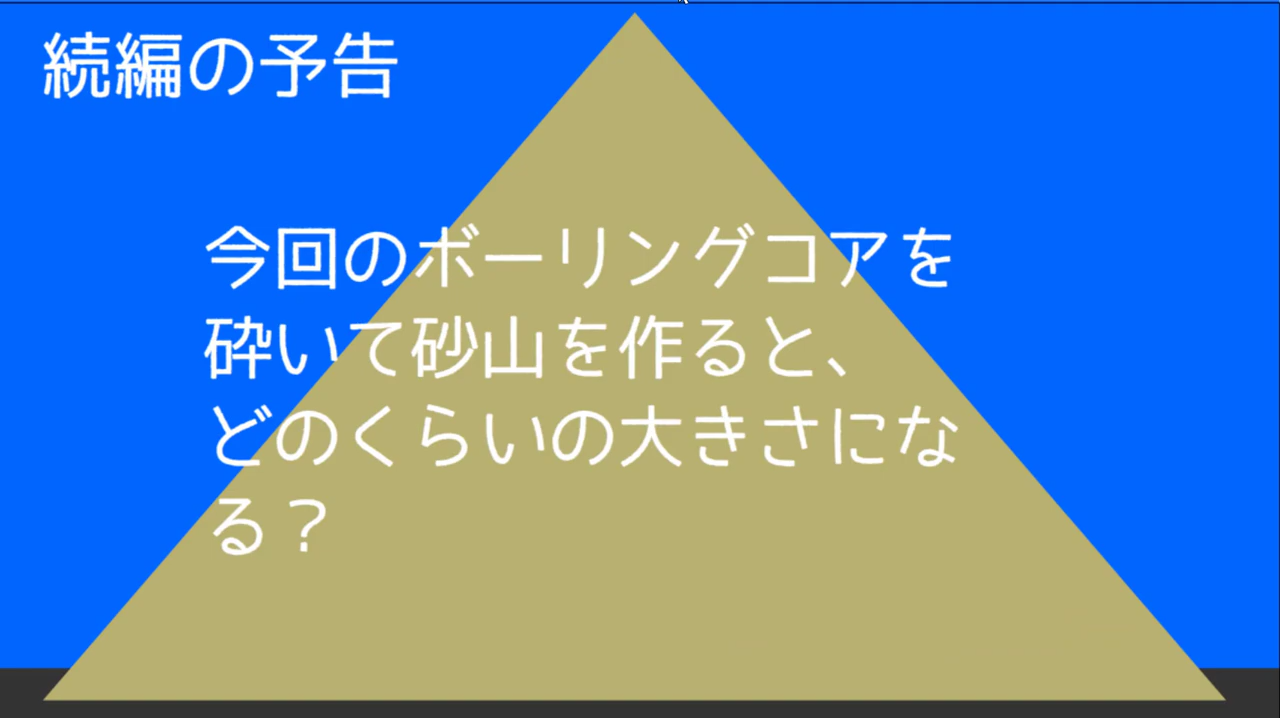 続編の予告
今回のボーリングコアを
砕いて砂山を作ると、
どのくらいの大きさにな
る？